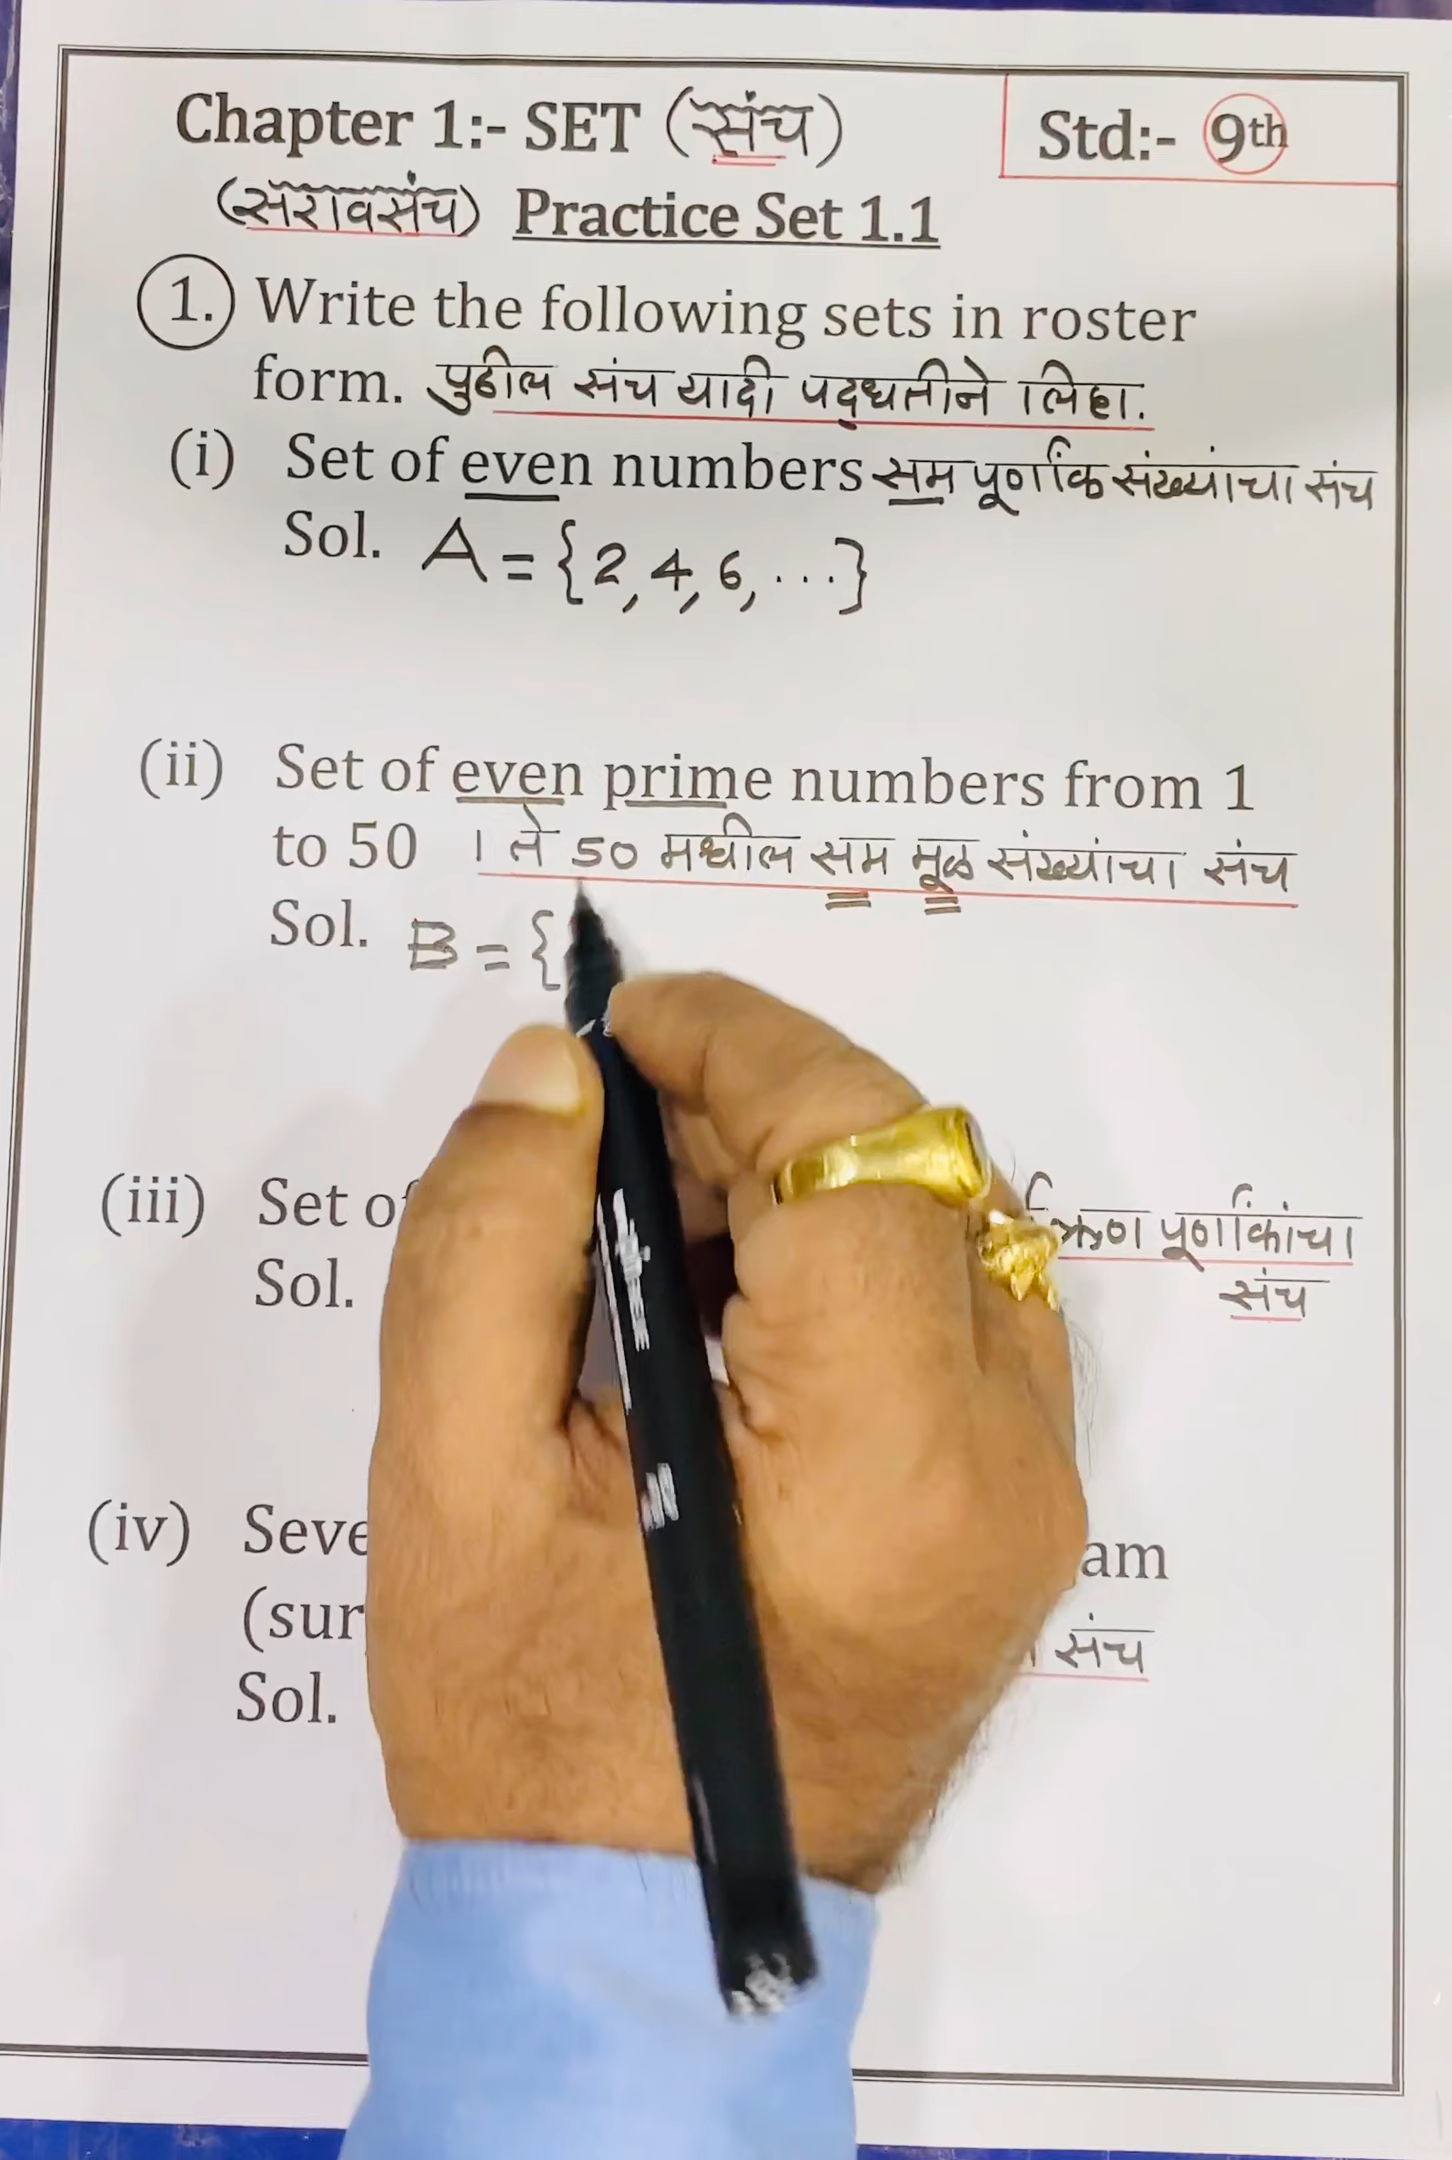 Chapter 1:- SET (संच)
Std:- 9th
(सरावसंच) Practice Set 1.1
1. Write the following sets in roster
form. पुढील संच यादी पद्धतीने लिहा.
(i) Set of even numbers सम पूर्णांक संख्यांचा संच
Sol. A = {2, 4, 6, ...}
(ii) Set of even prime numbers from 1
to 50 1 ते 50 मधील सम मूळ संख्यांचा संच
Sol. B = {
(iii) Set of ऋण पूर्णांकांचा
संच
Sol.
(iv) Seve am
(sur संच
Sol.